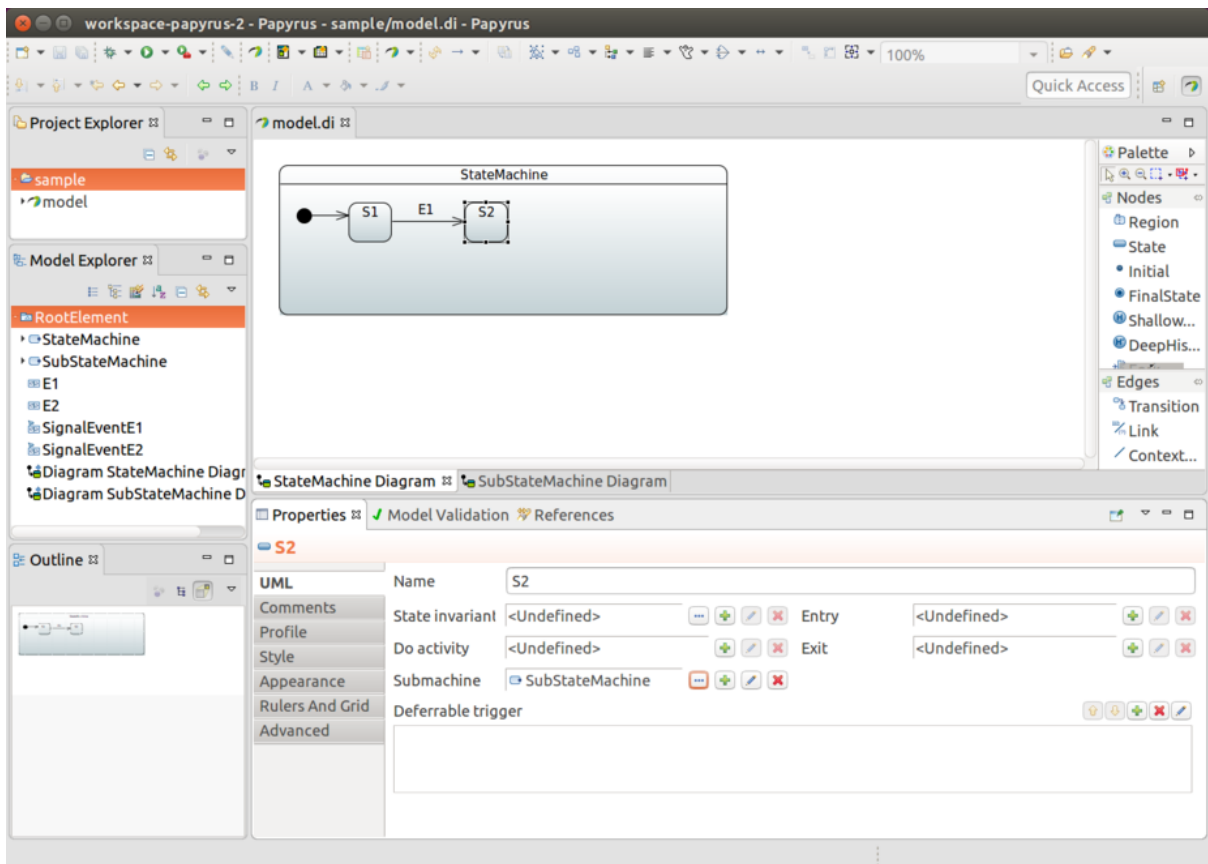 workspace-papyrus-2 - Papyrus - sample/model.di - Papyrus
100%
B I A
Quick Access
Project Explorer
sample
model
Model Explorer
RootElement
StateMachine
SubStateMachine
E1
E2
SignalEventE1
SignalEventE2
Diagram StateMachine Diagr
Diagram SubStateMachine D
Outline
model.di
StateMachine
S1
E1
S2
Palette
Nodes
Region
State
Initial
FinalState
Shallow...
DeepHis...
Edges
Transition
Link
Context...
StateMachine Diagram
SubStateMachine Diagram
Properties
Model Validation
References
S2
UML
Comments
Profile
Style
Appearance
Rulers And Grid
Advanced
Name S2
State invariant <Undefined> Entry <Undefined>
Do activity <Undefined> Exit <Undefined>
Submachine SubStateMachine
Deferrable trigger